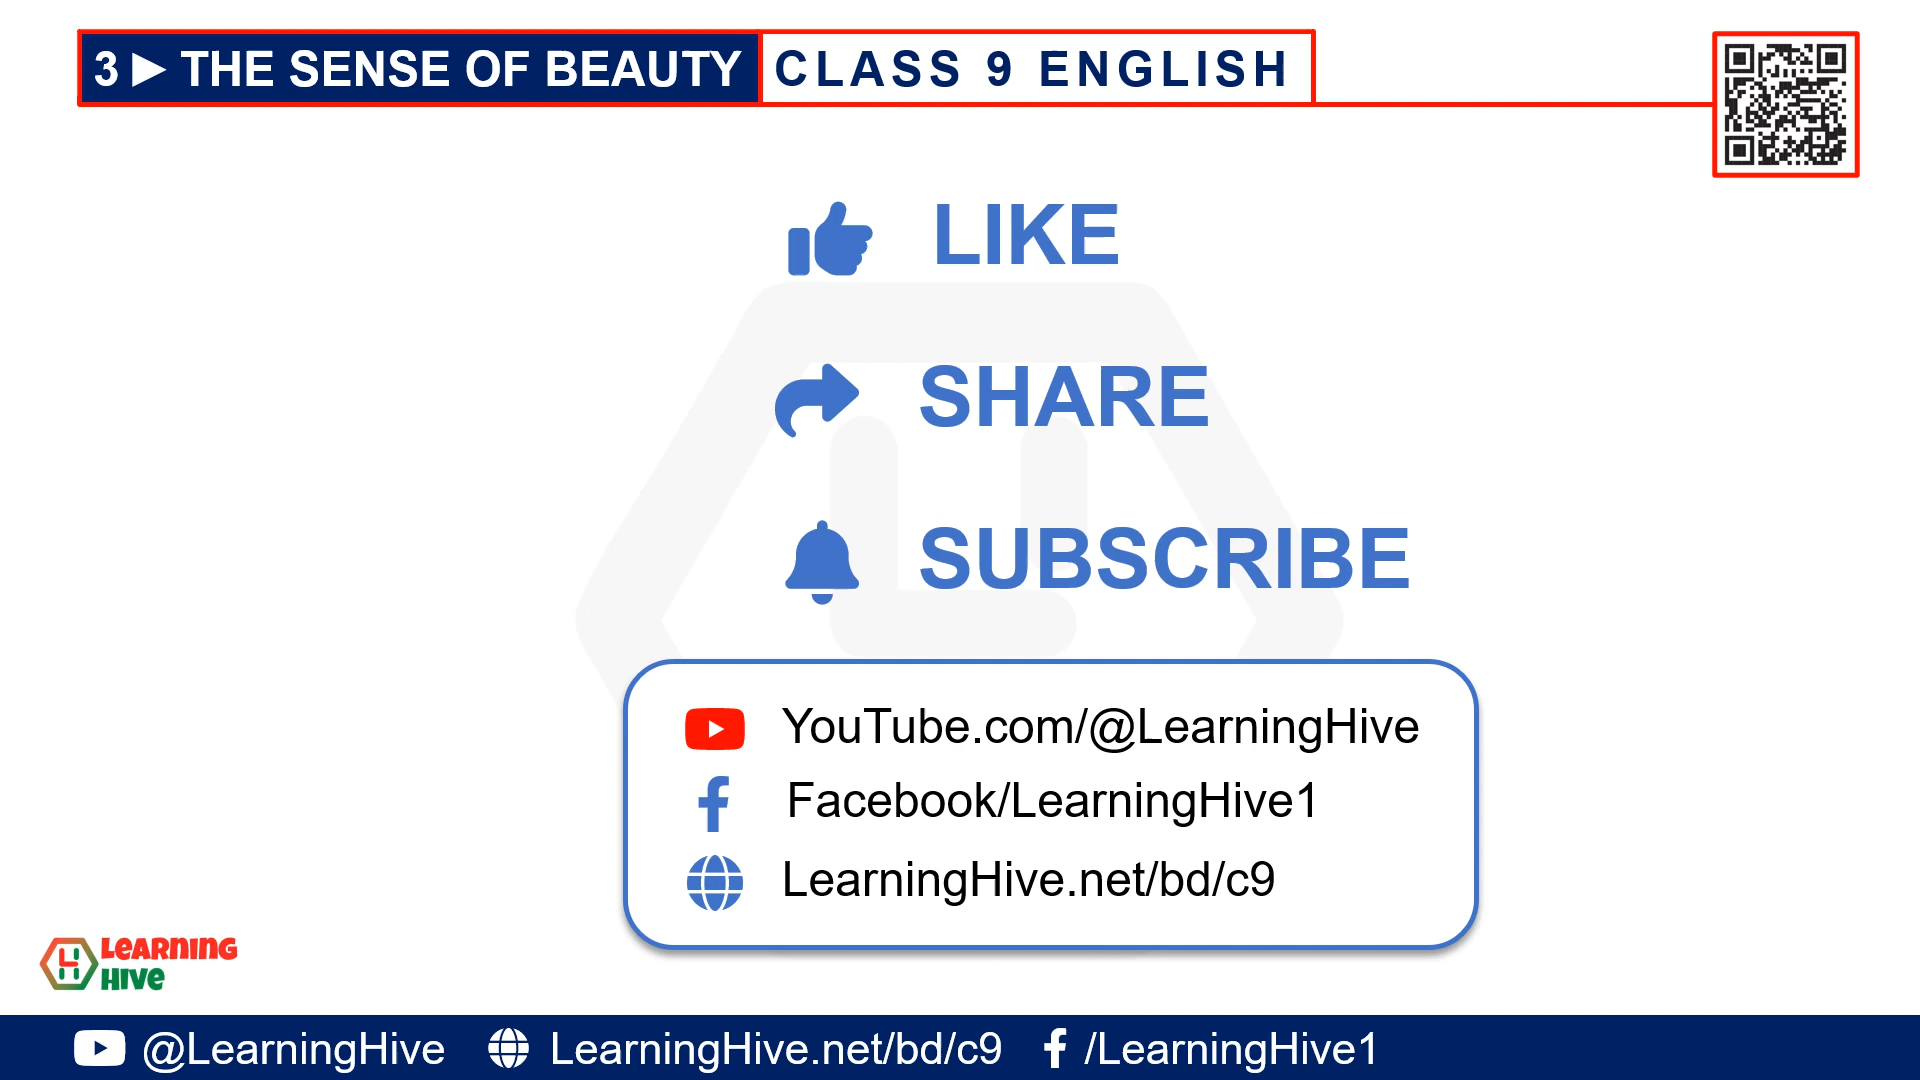 3 ► THE SENSE OF BEAUTY CLASS 9 ENGLISH
LIKE
SHARE
SUBSCRIBE
YouTube.com/@LearningHive
Facebook/LearningHive1
LearningHive.net/bd/c9
LEARNING
HIVE
@LearningHive LearningHive.net/bd/c9 /LearningHive1